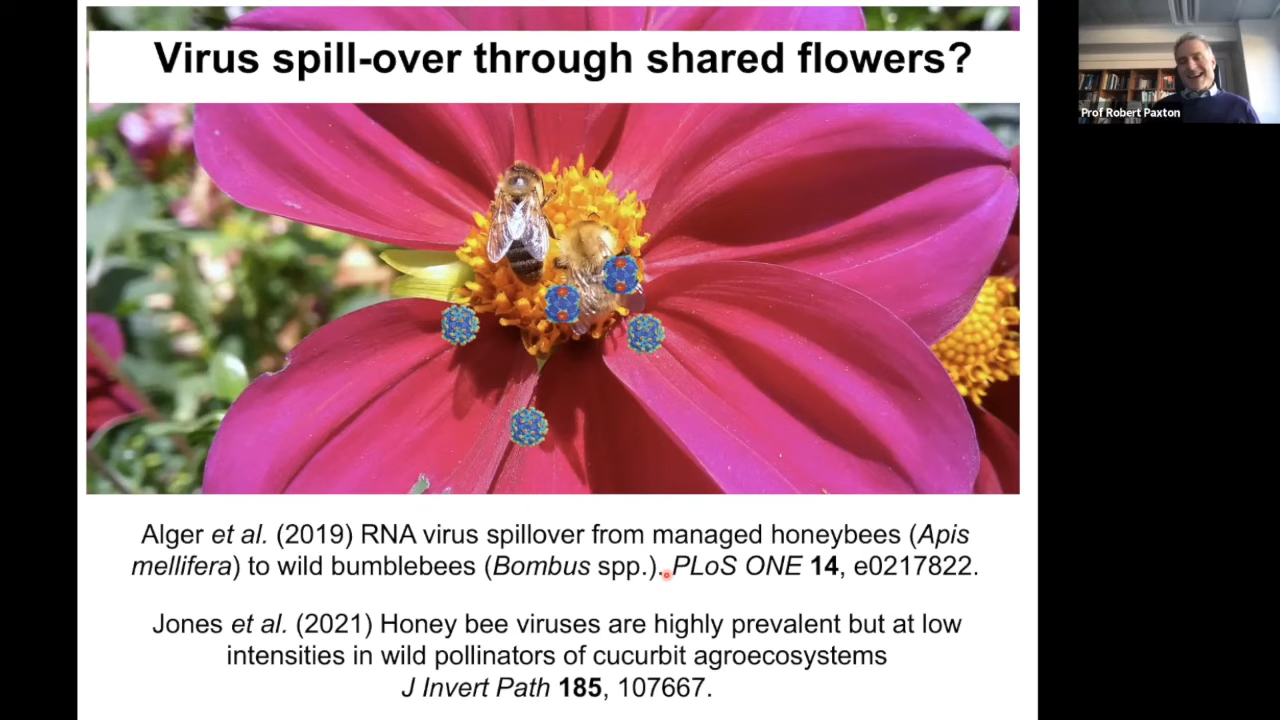 Virus spill-over through shared flowers?
Prof Robert Paxton
Alger et al. (2019) RNA virus spillover from managed honeybees (Apis
mellifera) to wild bumblebees (Bombus spp.). PLoS ONE 14, e0217822.
Jones et al. (2021) Honey bee viruses are highly prevalent but at low
intensities in wild pollinators of cucurbit agroecosystems
J Invert Path 185, 107667.